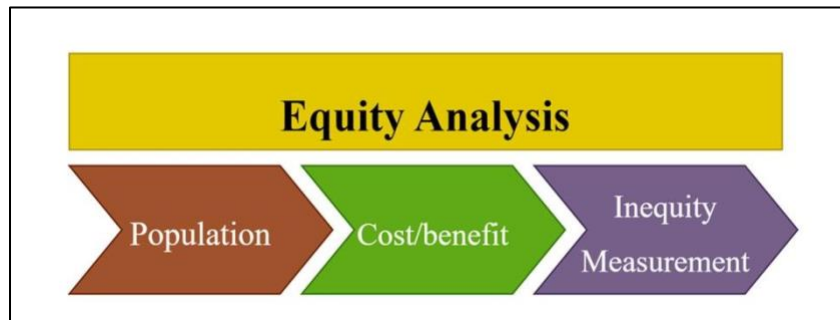 Equity Analysis
Population
Cost/benefit
Inequity
Measurement